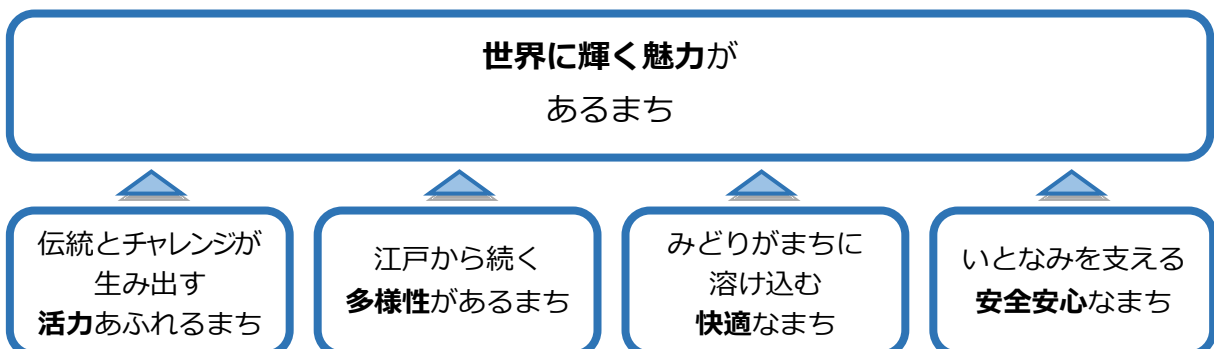 世界に輝く魅力が
あるまち
伝統とチャレンジが
生み出す
活力あふれるまち
江戸から続く
多様性があるまち
みどりがまちに
溶け込む
快適なまち
いとなみを支える
安全安心なまち